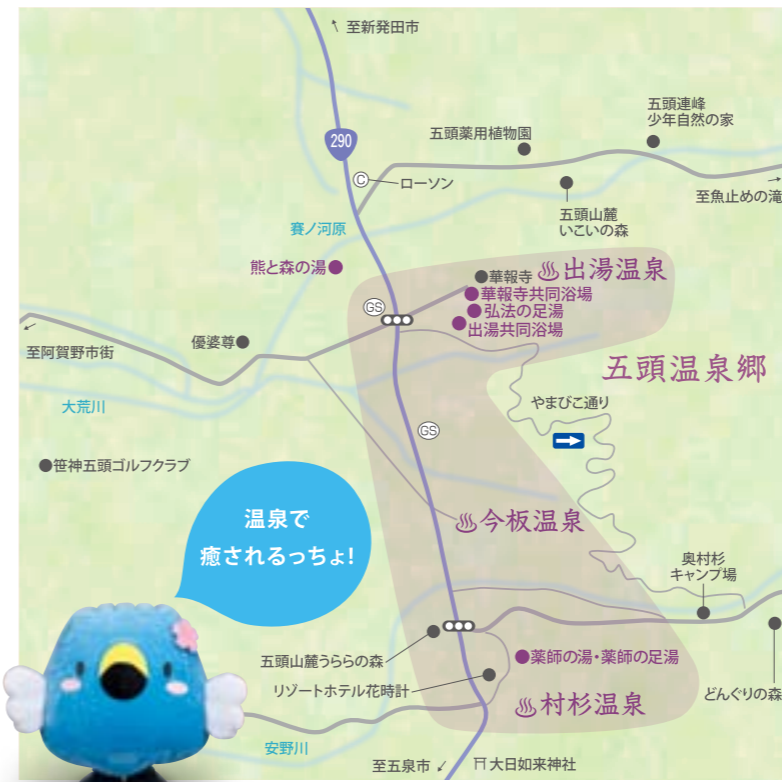 至新発田市
290
五頭連峰
少年自然の家
五頭薬用植物園
C
ローソン
至魚止めの滝
五頭山麓
いこいの森
賽ノ河原
熊と森の湯
華報寺
出湯温泉
華報寺共同浴場
GS
弘法の足湯
出湯共同浴場
至阿賀野市街
優婆尊
五頭温泉郷
大荒川
やまびこ通り
GS
笹神五頭ゴルフクラブ
温泉で
癒されるっちょ!
今板温泉
奥村杉
キャンプ場
五頭山麓うららの森
薬師の湯・薬師の足湯
リゾートホテル花時計
どんぐりの森
村杉温泉
安野川
至五泉市
大日如来神社